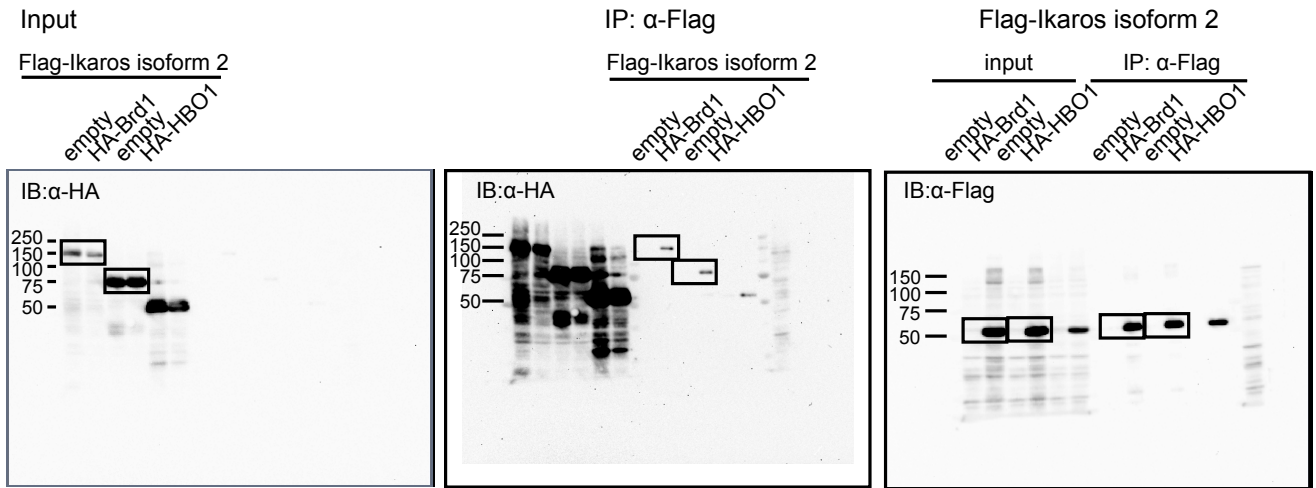 Input
Flag-Ikaros isoform 2
empty
HA-Brd1
empty
HA-HBO1
IB:α-HA
250
150
100
75
50
IP: α-Flag
Flag-Ikaros isoform 2
empty
HA-Brd1
empty
HA-HBO1
IB:α-HA
250
150
100
75
50
Flag-Ikaros isoform 2
input
IP: α-Flag
empty
HA-Brd1
empty
HA-HBO1
empty
HA-Brd1
empty
HA-HBO1
IB:α-Flag
150
100
75
50